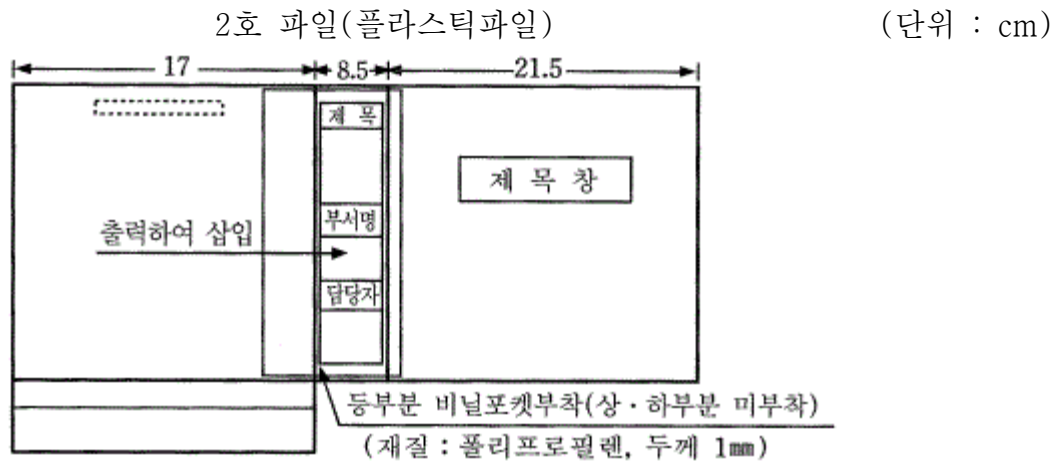 2호 파일(플라스틱파일) (단위 : cm)
17 8.5 21.5
제 목
제 목 창
부서명
출력하여 삽입
담당자
등부분 비닐포켓부착(상·하부분 미부착)
(재질 : 폴리프로필렌, 두께 1㎜)